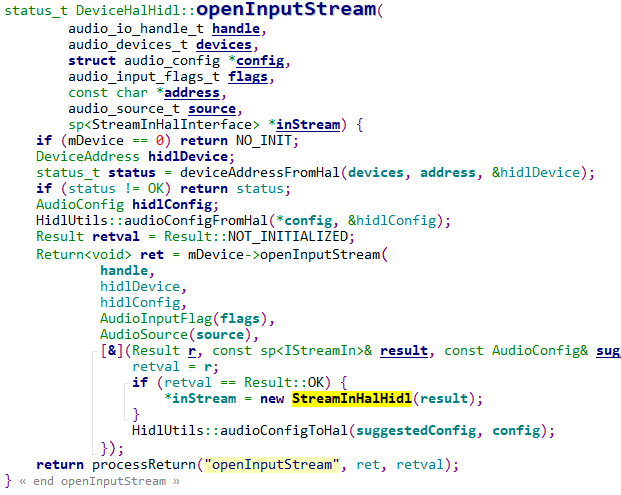 status_t DeviceHalHidl::openInputStream(
audio_io_handle_t handle,
audio_devices_t devices,
struct audio_config *config,
audio_input_flags_t flags,
const char *address,
audio_source_t source,
sp<StreamInHalInterface> *inStream) {
if (mDevice == 0) return NO_INIT;
DeviceAddress hidlDevice;
status_t status = deviceAddressFromHal(devices, address, &hidlDevice);
if (status != OK) return status;
AudioConfig hidlConfig;
HidlUtils::audioConfigFromHal(*config, &hidlConfig);
Result retval = Result::NOT_INITIALIZED;
Return<void> ret = mDevice->openInputStream(
handle,
hidlDevice,
hidlConfig,
AudioInputFlag(flags),
AudioSource(source),
[&](Result r, const sp<IStreamIn>& result, const AudioConfig& sug
retval = r;
if (retval == Result::OK) {
*inStream = new StreamInHalHidl(result);
}
HidlUtils::audioConfigToHal(suggestedConfig, config);
});
return processReturn("openInputStream", ret, retval);
} « end openInputStream »